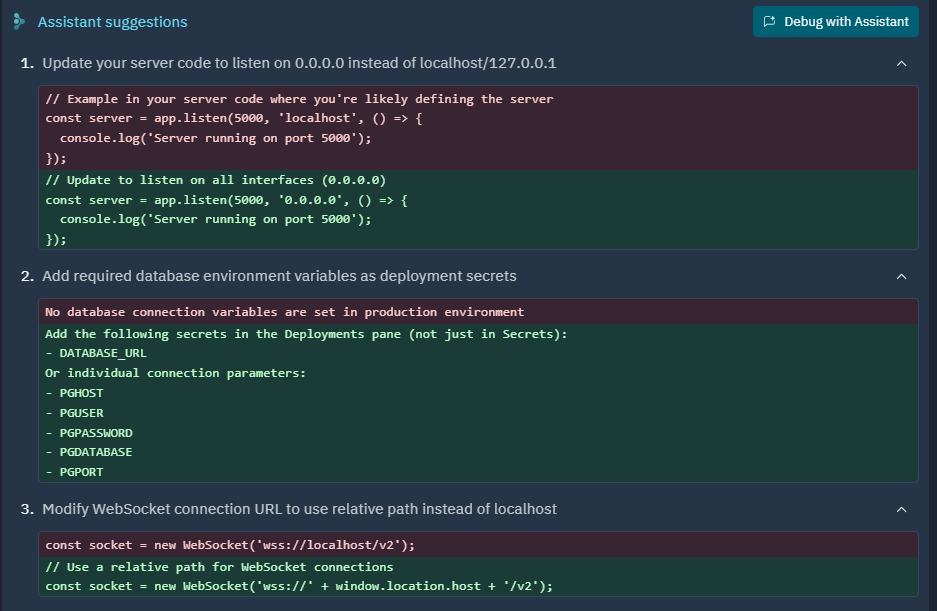 Assistant suggestions
Debug with Assistant
1. Update your server code to listen on 0.0.0.0 instead of localhost/127.0.0.1
// Example in your server code where you're likely defining the server
const server = app.listen(5000, 'localhost', () => {
  console.log('Server running on port 5000');
});
// Update to listen on all interfaces (0.0.0.0)
const server = app.listen(5000, '0.0.0.0', () => {
  console.log('Server running on port 5000');
});
2. Add required database environment variables as deployment secrets
No database connection variables are set in production environment
Add the following secrets in the Deployments pane (not just in Secrets):
- DATABASE_URL
Or individual connection parameters:
- PGHOST
- PGUSER
- PGPASSWORD
- PGDATABASE
- PGPORT
3. Modify WebSocket connection URL to use relative path instead of localhost
const socket = new WebSocket('wss://localhost/v2');
// Use a relative path for WebSocket connections
const socket = new WebSocket('wss://' + window.location.host + '/v2');